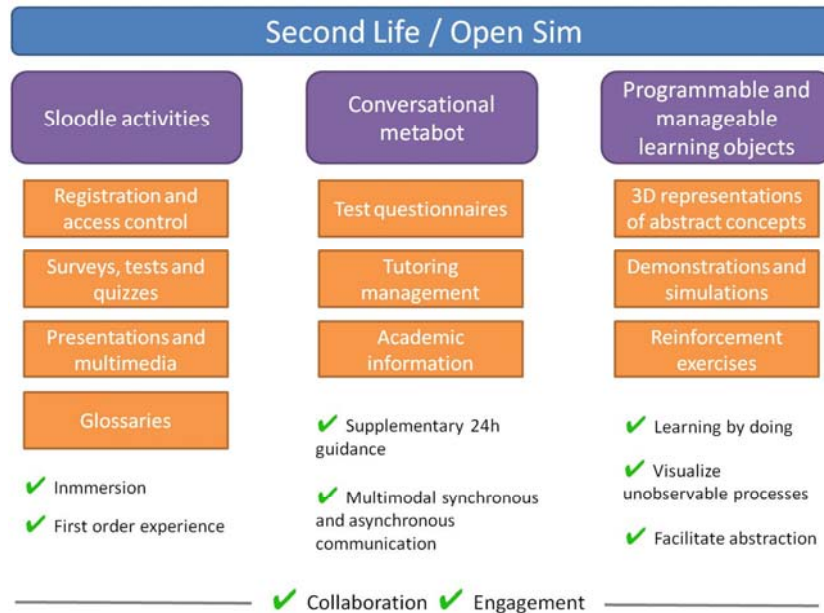 Second Life / Open Sim
Sloodle activities
Registration and
access control
Surveys, tests and
quizzes
Presentations and
multimedia
Glossaries
✔ Inmmersion
✔ First order experience
Conversational
metabot
Test questionnaires
Tutoring
management
Academic
information
✔ Supplementary 24h
guidance
✔ Multimodal synchronous
and asynchronous
communication
Programmable and
manageable
learning objects
3D representations
of abstract concepts
Demonstrations and
simulations
Reinforcement
exercises
✔ Learning by doing
✔ Visualize
unobservable processes
✔ Facilitate abstraction
✔ Collaboration ✔ Engagement